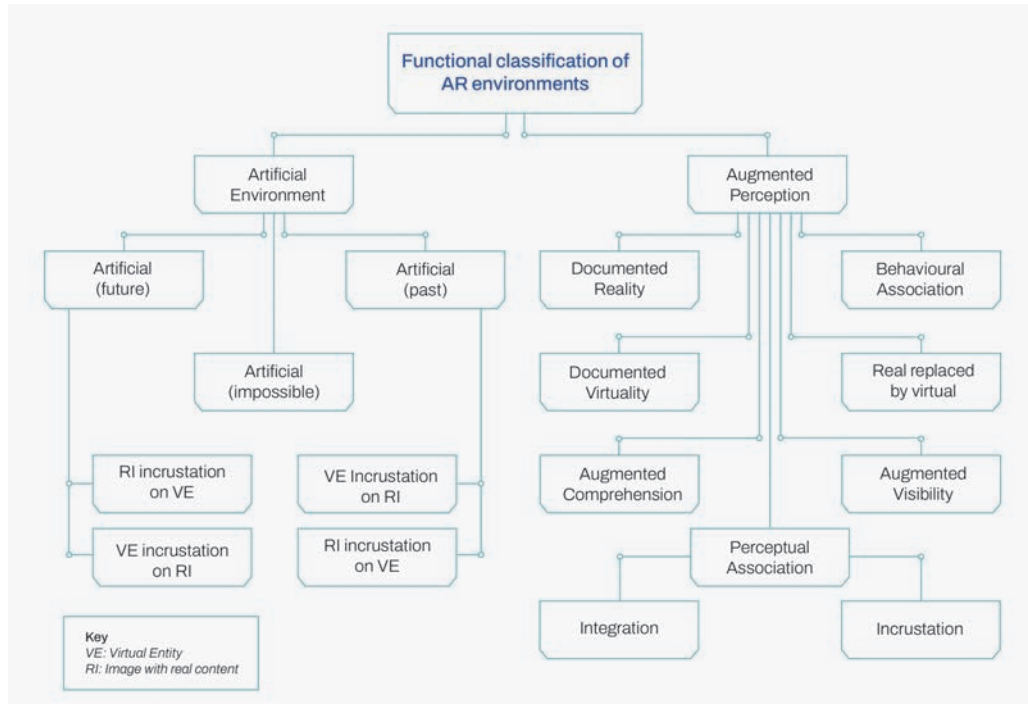 Functional classification of
AR environments
Artificial
Environment
Augmented
Perception
Artificial
(future)
Artificial
(past)
Documented
Reality
Behavioural
Association
Artificial
(impossible)
Documented
Virtuality
Real replaced
by virtual
RI incrustation
on VE
VE Incrustation
on RI
Augmented
Comprehension
Augmented
Visibility
VE incrustation
on RI
RI incrustation
on VE
Perceptual
Association
Integration
Incrustation
Key
VE: Virtual Entity
RI: Image with real content